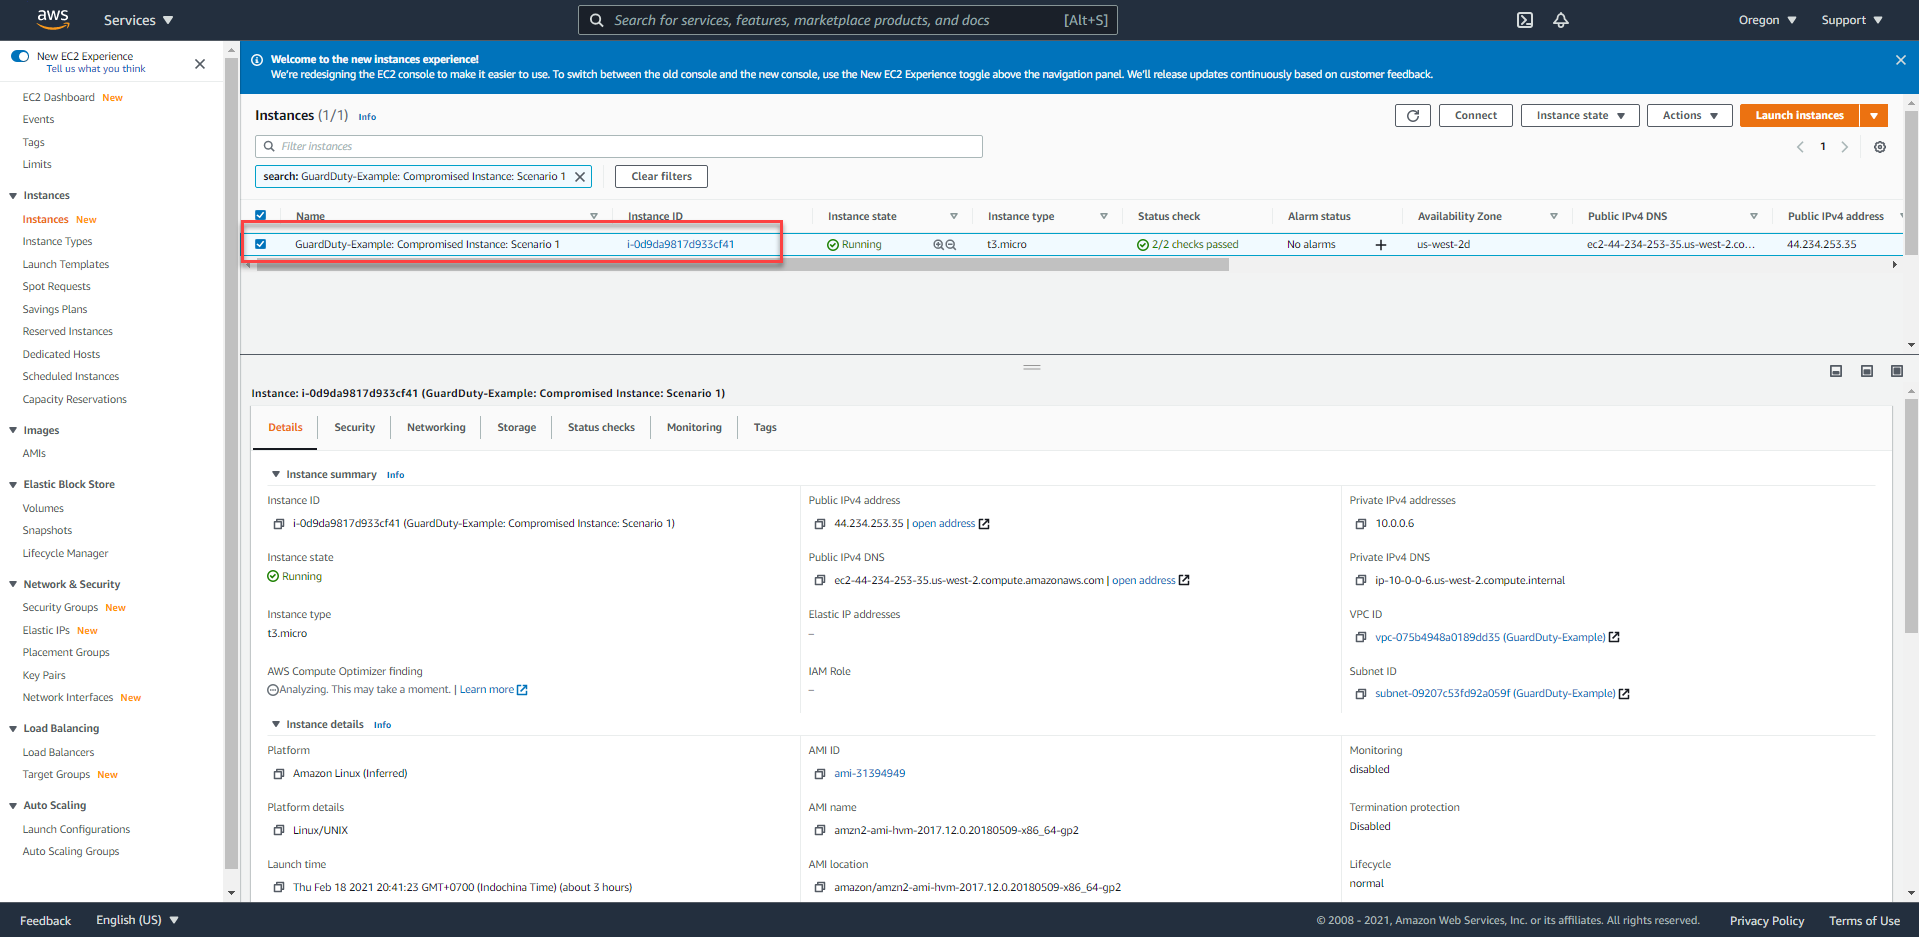 aws Services Search for services, features, marketplace products, and docs [Alt+S] Oregon Support
New EC2 Experience
Tell us what you think
EC2 Dashboard New
Events
Tags
Limits
Instances
Instances New
Instance Types
Launch Templates
Spot Requests
Savings Plans
Reserved Instances
Dedicated Hosts
Scheduled Instances
Capacity Reservations
Images
AMIs
Elastic Block Store
Volumes
Snapshots
Lifecycle Manager
Network & Security
Security Groups New
Elastic IPs New
Placement Groups
Key Pairs
Network Interfaces New
Load Balancing
Load Balancers
Target Groups New
Auto Scaling
Launch Configurations
Auto Scaling Groups
Welcome to the new instances experience!
We're redesigning the EC2 console to make it easier to use. To switch between the old console and the new console, use the New EC2 Experience toggle above the navigation panel. We'll release updates continuously based on customer feedback.
Instances (1/1) Info Connect Instance state Actions Launch instances
Filter instances 1
search: GuardDuty-Example: Compromised Instance: Scenario 1 Clear filters
Name Instance ID Instance state Instance type Status check Alarm status Availability Zone Public IPv4 DNS Public IPv4 address
GuardDuty-Example: Compromised Instance: Scenario 1 i-0d9da9817d933cf41 Running t3.micro 2/2 checks passed No alarms us-west-2d ec2-44-234-253-35.us-west-2.co... 44.234.253.35
Instance: i-0d9da9817d933cf41 (GuardDuty-Example: Compromised Instance: Scenario 1)
Details Security Networking Storage Status checks Monitoring Tags
Instance summary Info
Instance ID Public IPv4 address Private IPv4 addresses
i-0d9da9817d933cf41 (GuardDuty-Example: Compromised Instance: Scenario 1) 44.234.253.35 | open address 10.0.0.6
Instance state Public IPv4 DNS Private IPv4 DNS
Running ec2-44-234-253-35.us-west-2.compute.amazonaws.com | open address ip-10-0-0-6.us-west-2.compute.internal
Instance type Elastic IP addresses VPC ID
t3.micro – vpc-075b4948a0189dd35 (GuardDuty-Example)
AWS Compute Optimizer finding IAM Role Subnet ID
Analyzing. This may take a moment. | Learn more – subnet-09207c53fd92a059f (GuardDuty-Example)
Instance details Info
Platform AMI ID Monitoring
Amazon Linux (Inferred) ami-31394949 disabled
Platform details AMI name Termination protection
Linux/UNIX amzn2-ami-hvm-2017.12.0.20180509-x86_64-gp2 Disabled
Launch time AMI location Lifecycle
Thu Feb 18 2021 20:41:23 GMT+0700 (Indochina Time) (about 3 hours) amazon/amzn2-ami-hvm-2017.12.0.20180509-x86_64-gp2 normal
Feedback English (US) © 2008 - 2021, Amazon Web Services, Inc. or its affiliates. All rights reserved. Privacy Policy Terms of Use